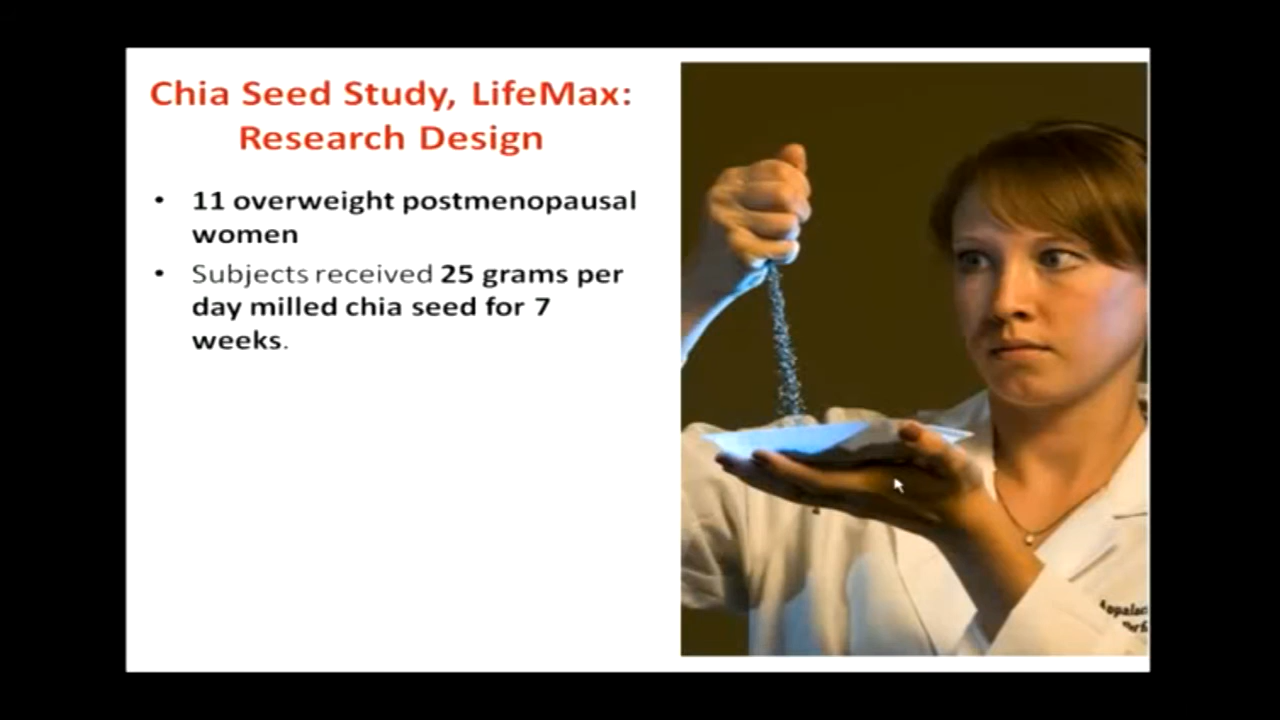 Chia Seed Study, LifeMax:
Research Design
• 11 overweight postmenopausal
women
• Subjects received 25 grams per
day milled chia seed for 7
weeks.